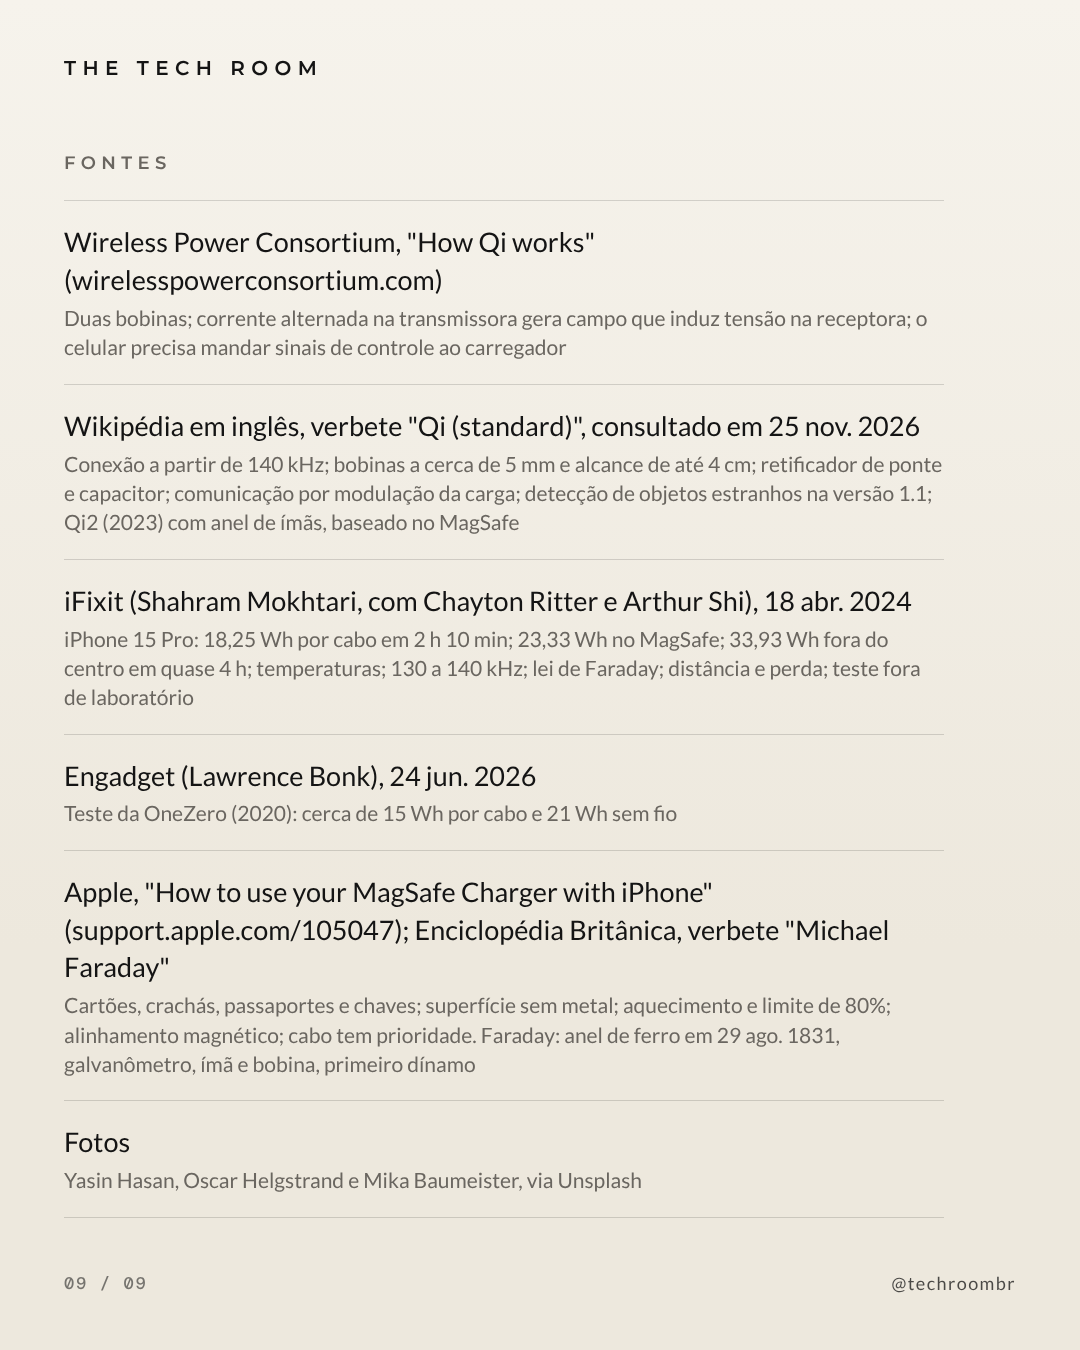 THE TECH ROOM
FONTES
Wireless Power Consortium, "How Qi works"
(wirelesspowerconsortium.com)
Duas bobinas; corrente alternada na transmissora gera campo que induz tensão na receptora; o
celular precisa mandar sinais de controle ao carregador
Wikipédia em inglês, verbete "Qi (standard)", consultado em 25 nov. 2026
Conexão a partir de 140 kHz; bobinas a cerca de 5 mm e alcance de até 4 cm; retificador de ponte
e capacitor; comunicação por modulação da carga; detecção de objetos estranhos na versão 1.1;
Qi2 (2023) com anel de ímãs, baseado no MagSafe
iFixit (Shahram Mokhtari, com Chayton Ritter e Arthur Shi), 18 abr. 2024
iPhone 15 Pro: 18,25 Wh por cabo em 2 h 10 min; 23,33 Wh no MagSafe; 33,93 Wh fora do
centro em quase 4 h; temperaturas; 130 a 140 kHz; lei de Faraday; distância e perda; teste fora
de laboratório
Engadget (Lawrence Bonk), 24 jun. 2026
Teste da OneZero (2020): cerca de 15 Wh por cabo e 21 Wh sem fio
Apple, "How to use your MagSafe Charger with iPhone"
(support.apple.com/105047); Enciclopédia Britânica, verbete "Michael
Faraday"
Cartões, crachás, passaportes e chaves; superfície sem metal; aquecimento e limite de 80%;
alinhamento magnético; cabo tem prioridade. Faraday: anel de ferro em 29 ago. 1831,
galvanômetro, ímã e bobina, primeiro dínamo
Fotos
Yasin Hasan, Oscar Helgstrand e Mika Baumeister, via Unsplash
09 / 09
@techroombr